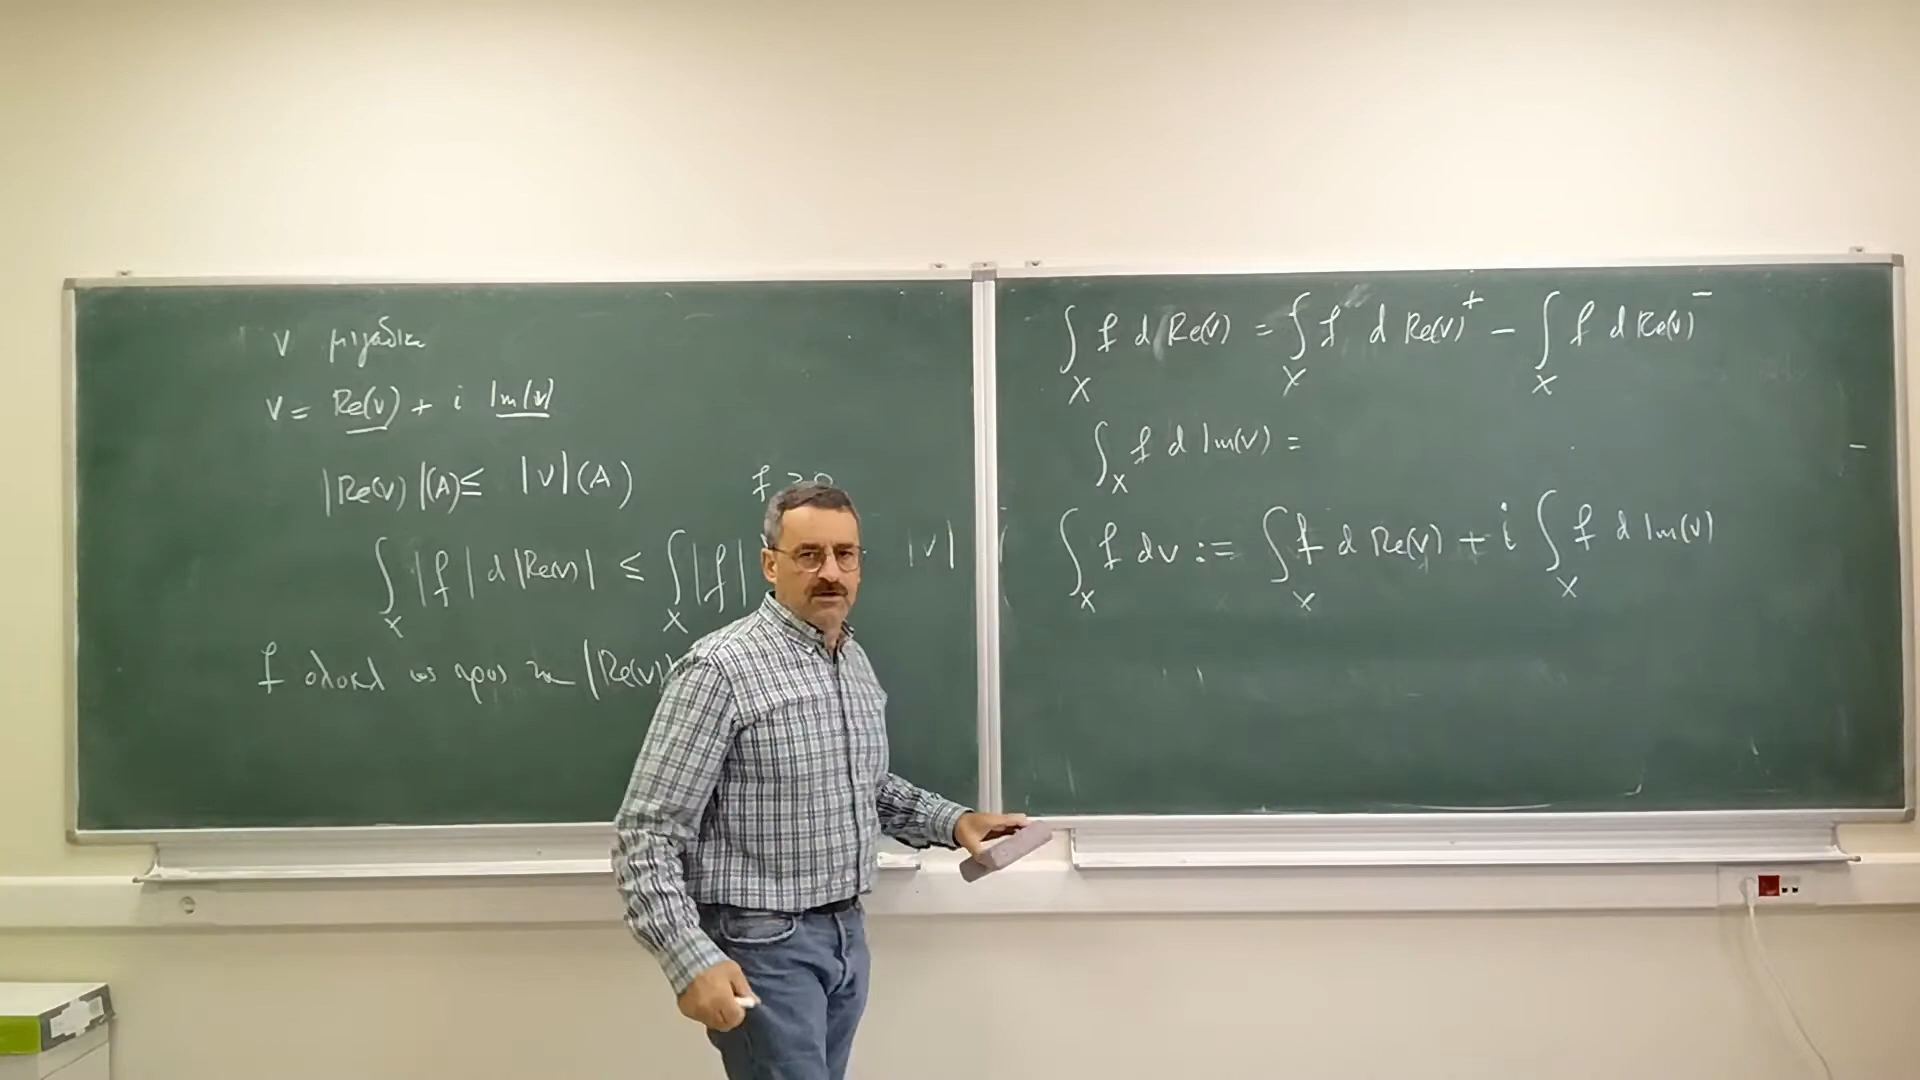 ν μιγαδικ
ν = Re(ν) + i Im(ν)
|Re(ν)|(A) ≤ |ν|(A) f ≥ 0
∫_X |f| d|Re(ν)| ≤ ∫_X |f| |ν|
f ολοκλ ως προς το |Re(ν)|
∫_X f d Re(ν) = ∫_X f d Re(ν)⁺ − ∫_X f d Re(ν)⁻
∫_X f d Im(ν) =
∫_X f dν := ∫_X f d Re(ν) + i ∫_X f d Im(ν)